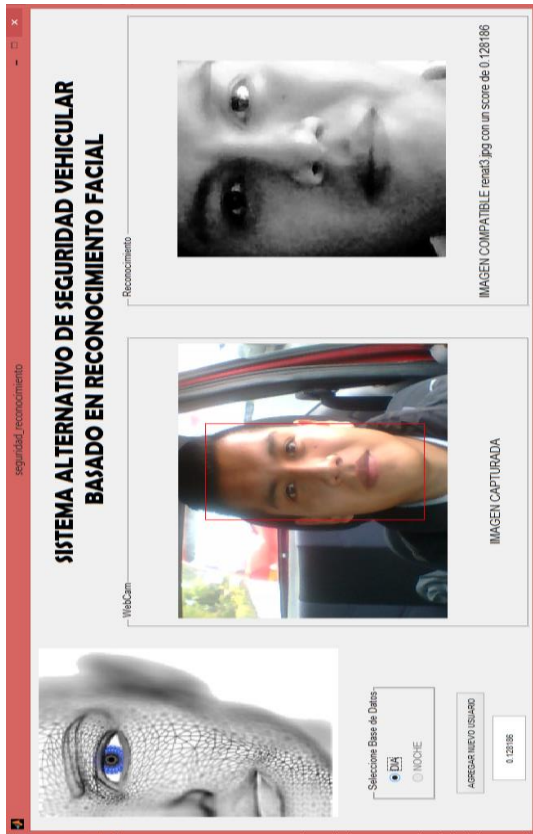 seguridad_reconocimiento
SISTEMA ALTERNATIVO DE SEGURIDAD VEHICULAR
BASADO EN RECONOCIMIENTO FACIAL
WebCam
IMAGEN CAPTURADA
Reconocimiento
IMAGEN COMPATIBLE renat3.jpg con un score de 0.128186
Seleccione Base de Datos
DIA
NOCHE
AGREGAR NUEVO USUARIO
0.128186